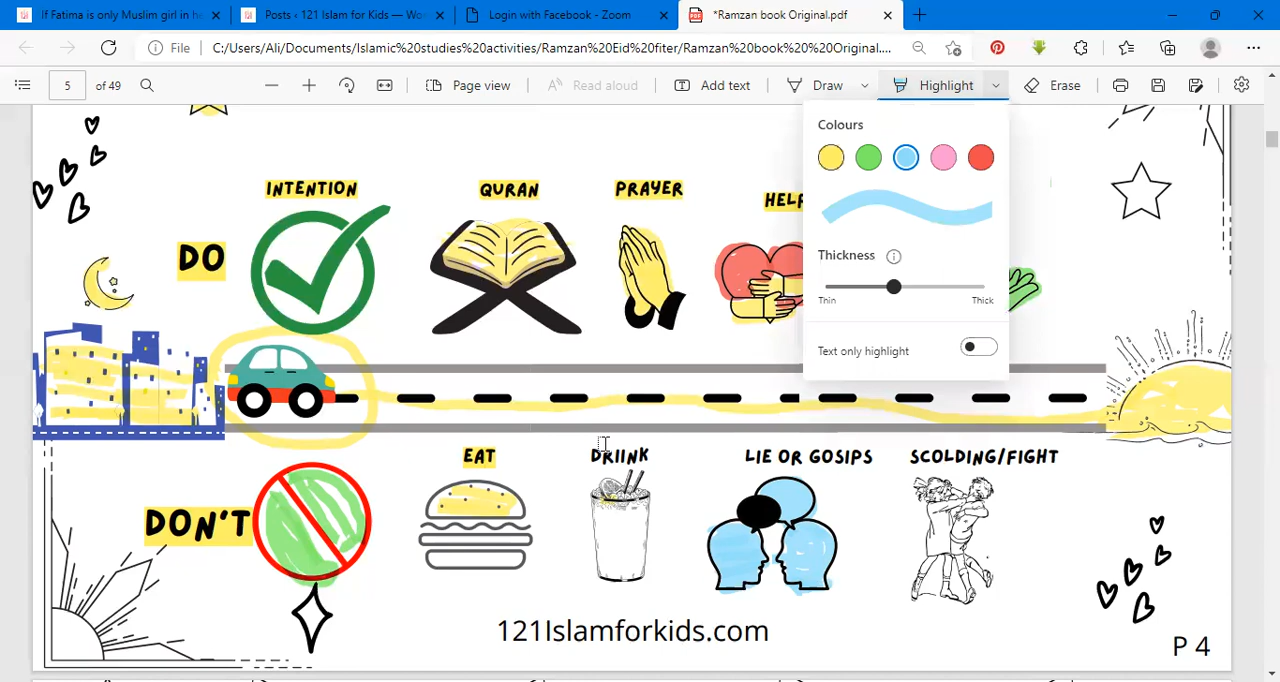 If Fatima is only Muslim girl in he
Posts ‹ 121 Islam for Kids — Wo
Login with Facebook - Zoom
*Ramzan book Original.pdf
File
C:/Users/Ali/Documents/Islamic%20studies%20activities/Ramzan%20Eid%20fiter/Ramzan%20book%20%20Original....
5 of 49
Page view
Read aloud
Add text
Draw
Highlight
Erase
Colours
Thickness
Thin
Thick
Text only highlight
INTENTION
QURAN
PRAYER
HELP
DO
EAT
DRIINK
LIE OR GOSIPS
SCOLDING/FIGHT
DON'T
121Islamforkids.com
P 4